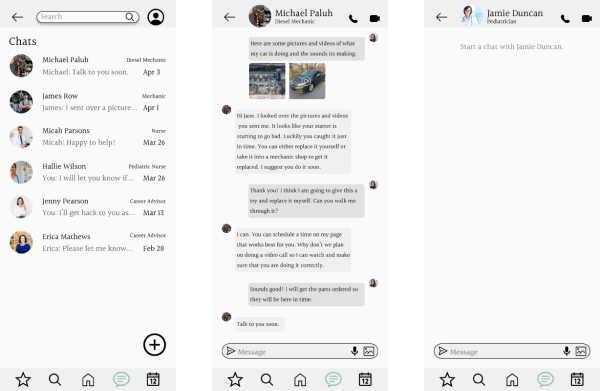 Search
Chats
Michael Paluh
Diesel Mechanic
Michael: Talk to you soon.
Apr 3
James Row
Mechanic
James: I sent over a picture...
Apr 1
Micah Parsons
Nurse
Micah: Happy to help!
Mar 26
Hallie Wilson
Pediatric Nurse
You: I will let you know if...
Mar 26
Jenny Pearson
Career Advisor
You: I'll get back to you as...
Mar 13
Erica Mathews
Career Advisor
Erica: Please let me know...
Feb 28
12
Michael Paluh
Diesel Mechanic
Here are some pictures and videos of what
my car is doing and the sounds its making.
Hi Jane. I looked over the pictures and videos
you sent me. It looks like your starter is
starting to go bad. Luckily you caught it just
in time. You can either replace it yourself or
take it into a mechanic shop to get it
replaced. I suggest you do it soon.
Thank you! I think I am going to give this a
try and replace it myself. Can you walk me
through it?
I can. You can schedule a time on my page
that works best for you. Why don't we plan
on doing a video call so I can watch and make
sure that you are doing it correctly.
Sounds good! I will get the parts ordered so
they will be here in time.
Talk to you soon.
Message
12
Jamie Duncan
Pediatrician
Start a chat with Jamie Duncan.
Message
12